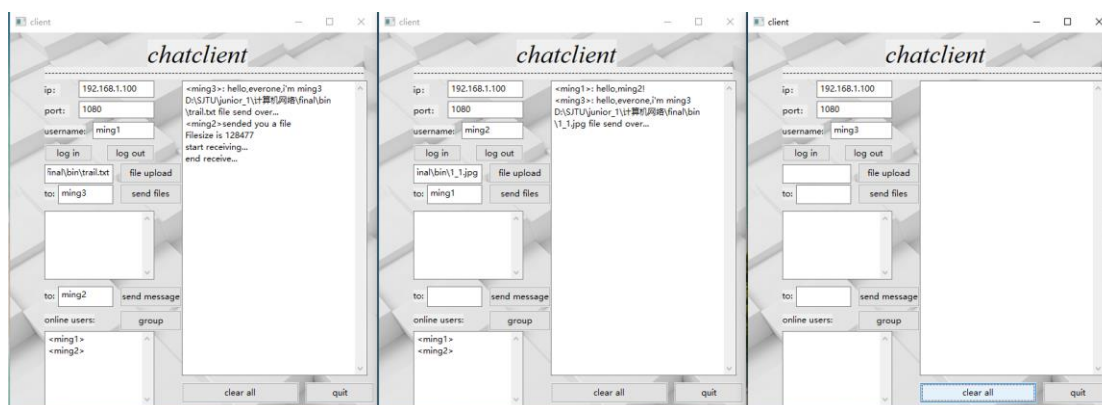 client
chatclient
ip: 192.168.1.100
port: 1080
username: ming1
log in log out
final\bin\trail.txt file upload
to: ming3 send files
to: ming2 send message
online users: group
<ming1>
<ming2>
<ming3>: hello,everone,i'm ming3
D:\SJTU\junior_1\计算机网络\final\bin
\trail.txt file send over...
<ming2>sended you a file
Filesize is 128477
start receiving...
end receive...
clear all quit
client
chatclient
ip: 192.168.1.100
port: 1080
username: ming2
log in log out
inal\bin\1_1.jpg file upload
to: ming1 send files
to: send message
online users: group
<ming1>
<ming2>
<ming1>: hello,ming2!
<ming3>: hello,everone,i'm ming3
D:\SJTU\junior_1\计算机网络\final\bin
\1_1.jpg file send over...
clear all quit
client
chatclient
ip: 192.168.1.100
port: 1080
username: ming3
log in log out
file upload
to: send files
to: send message
online users: group
clear all quit